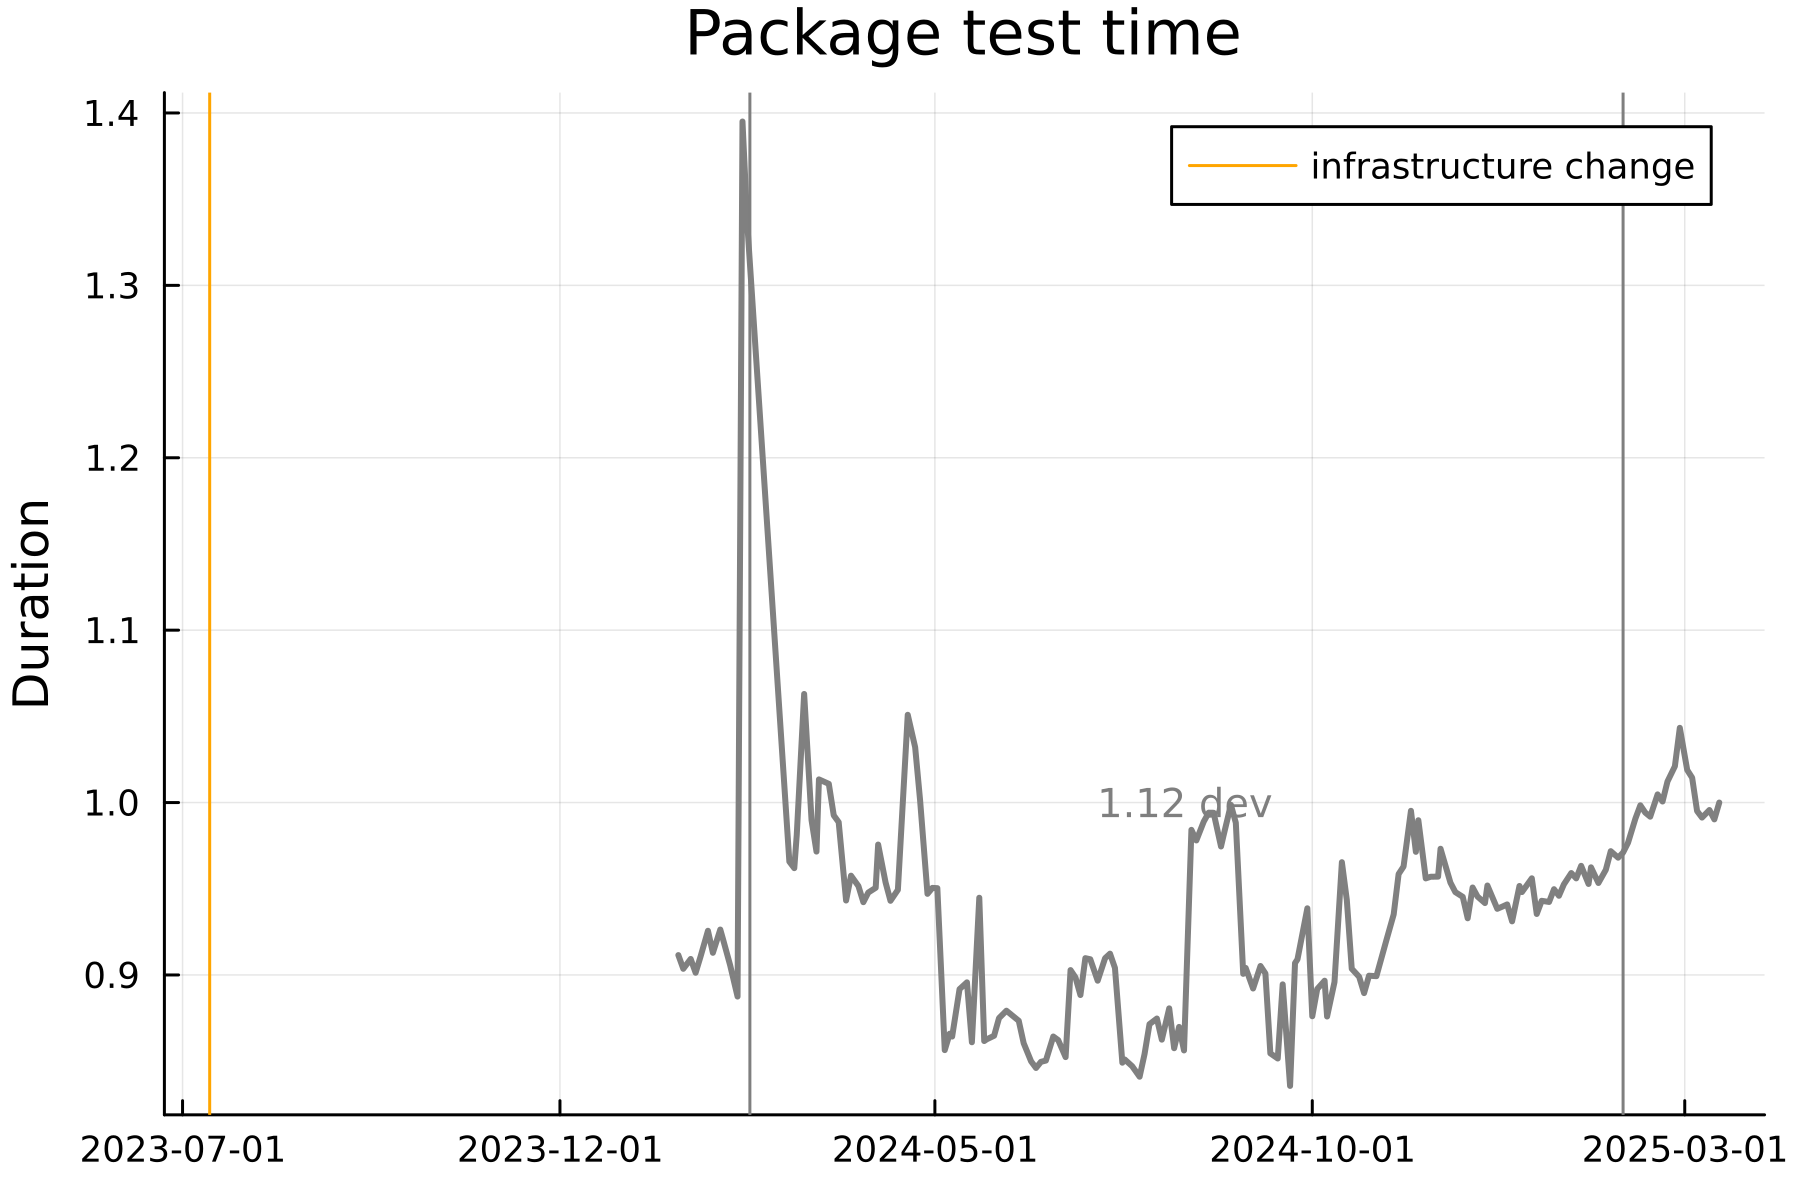 Package test time
1.4
infrastructure change
1.3
1.2
1.1
Duration
1.0
1.12 dev
0.9
2023-07-01 2023-12-01 2024-05-01 2024-10-01 2025-03-01